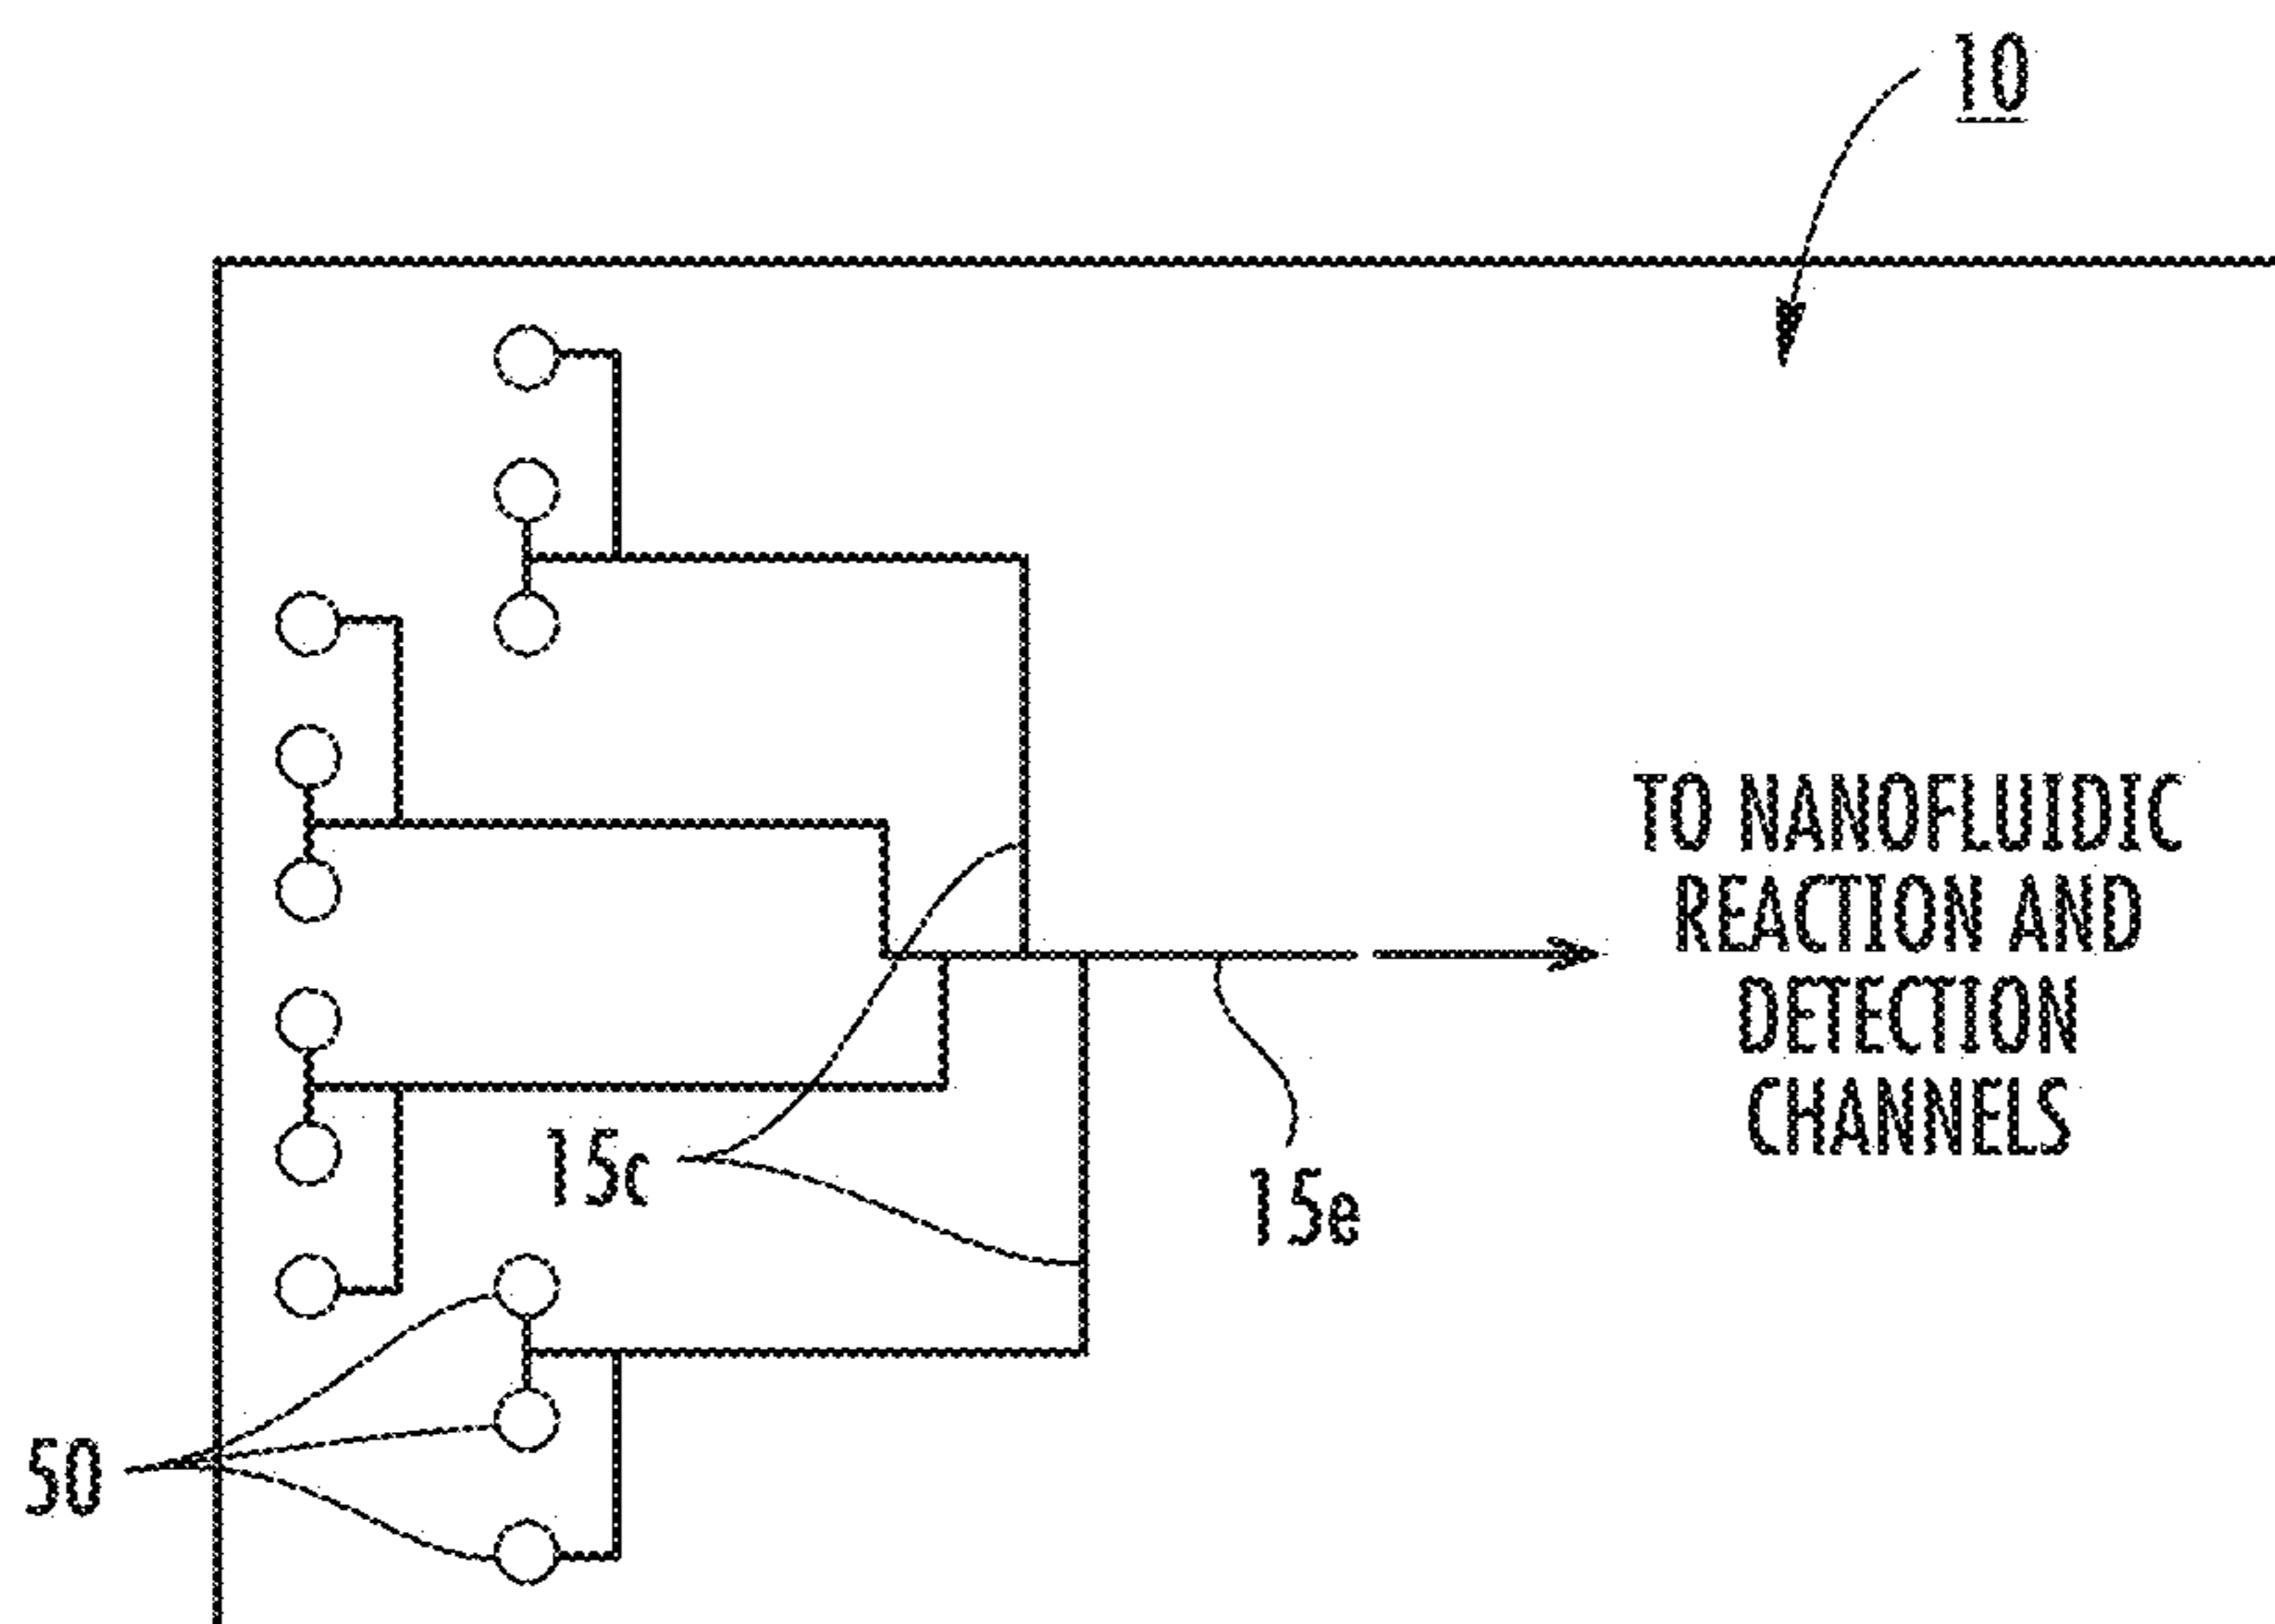 10
TO NANOFLUIDIC
REACTION AND
DETECTION
CHANNELS
15c
15e
50